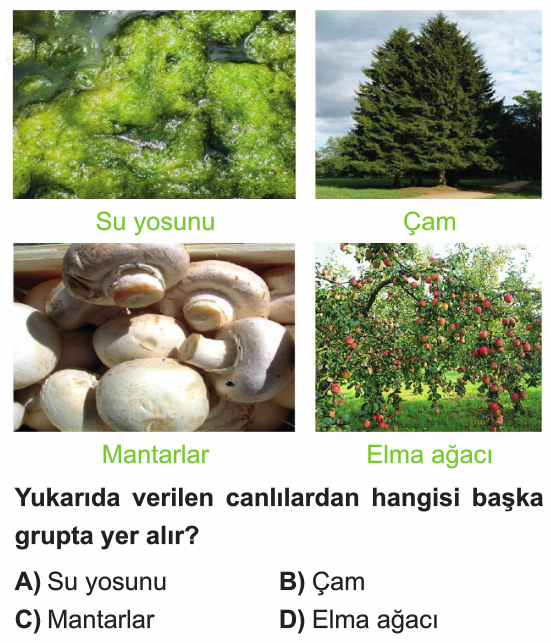 Su yosunu
Çam
Mantarlar
Elma ağacı
Yukarıda verilen canlılardan hangisi başka
grupta yer alır?
A) Su yosunu
B) Çam
C) Mantarlar
D) Elma ağacı